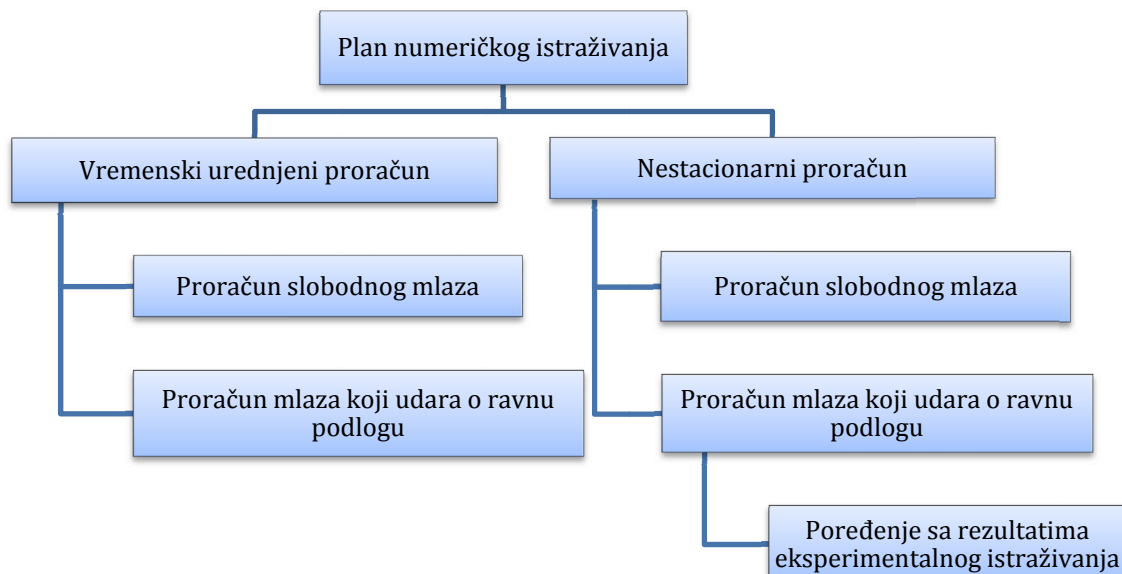 Plan numeričkog istraživanja
Vremenski urednjeni proračun
Proračun slobodnog mlaza
Proračun mlaza koji udara o ravnu
podlogu
Nestacionarni proračun
Proračun slobodnog mlaza
Proračun mlaza koji udara o ravnu
podlogu
Poređenje sa rezultatima
eksperimentalnog istraživanja